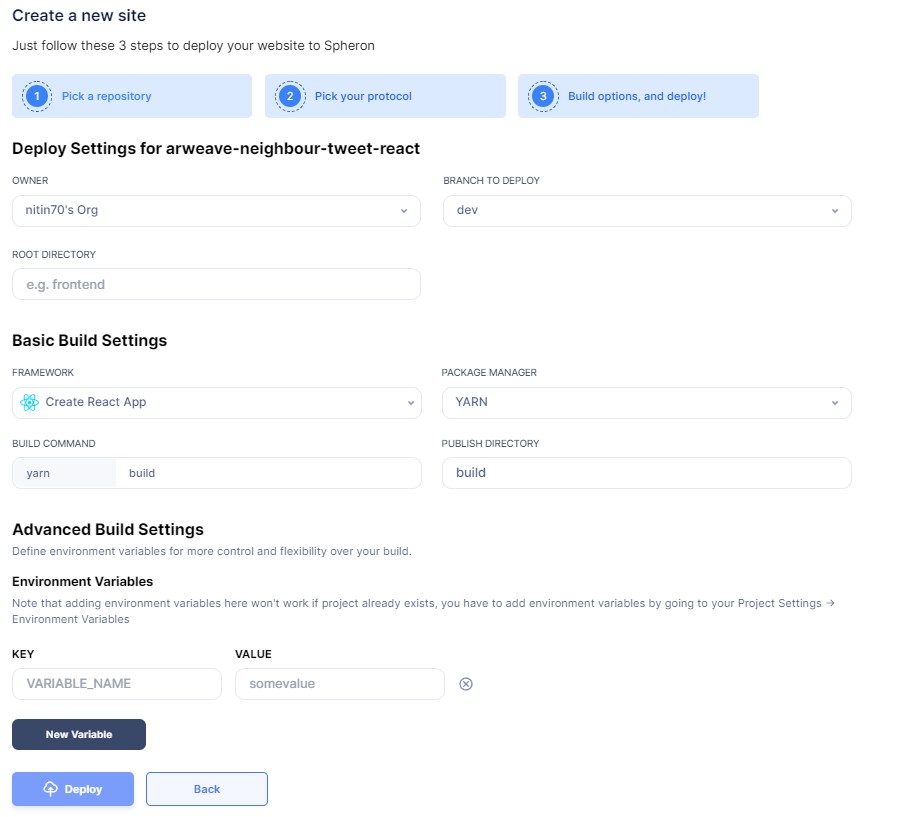 Create a new site
Just follow these 3 steps to deploy your website to Spheron
1 Pick a repository
2 Pick your protocol
3 Build options, and deploy!
Deploy Settings for arweave-neighbour-tweet-react
OWNER
BRANCH TO DEPLOY
nitin70's Org
dev
ROOT DIRECTORY
e.g. frontend
Basic Build Settings
FRAMEWORK
PACKAGE MANAGER
Create React App
YARN
BUILD COMMAND
PUBLISH DIRECTORY
yarn build
build
Advanced Build Settings
Define environment variables for more control and flexibility over your build.
Environment Variables
Note that adding environment variables here won't work if project already exists, you have to add environment variables by going to your Project Settings →
Environment Variables
KEY
VALUE
VARIABLE_NAME
somevalue
New Variable
Deploy
Back